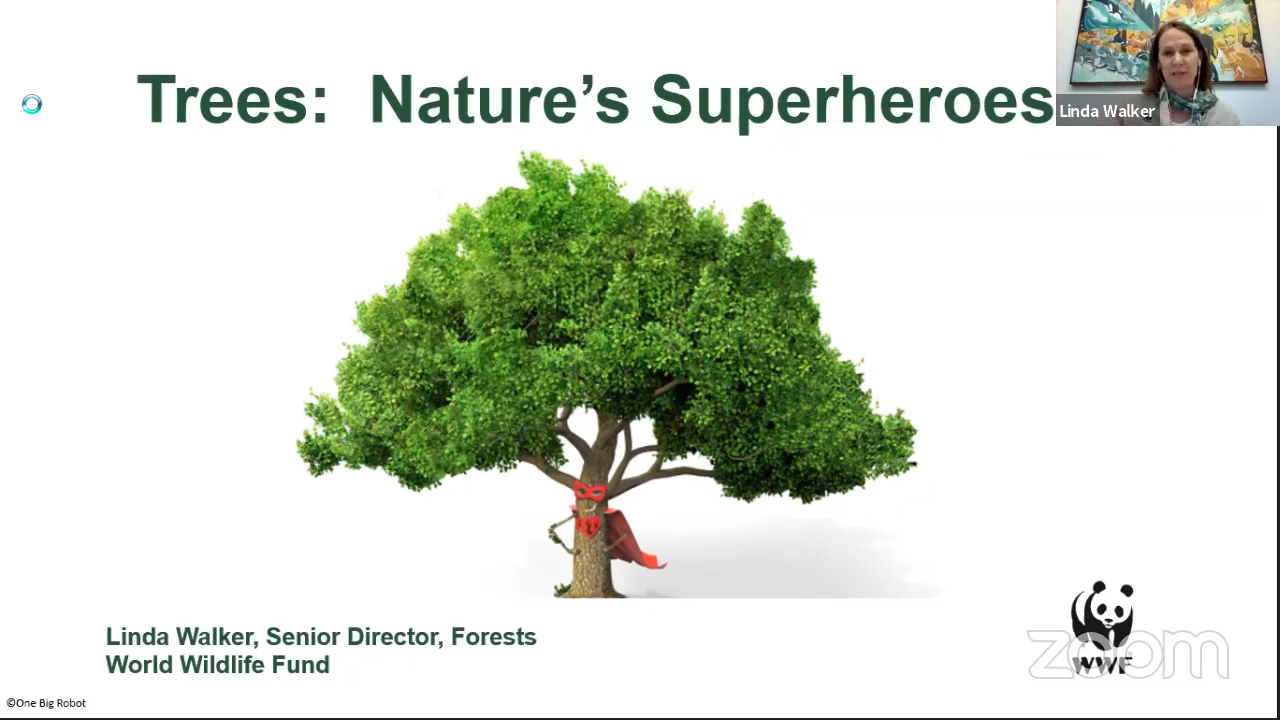 Trees: Nature's Superheroes
Linda Walker
Linda Walker, Senior Director, Forests
World Wildlife Fund
WWF
zoom
©One Big Robot